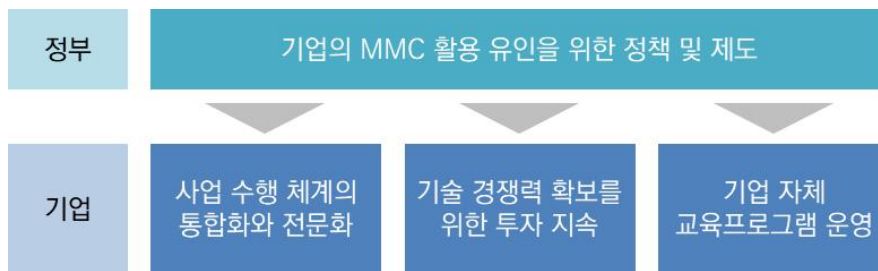 정부
기업의 MMC 활용 유인을 위한 정책 및 제도
기업
사업 수행 체계의
통합화와 전문화
기술 경쟁력 확보를
위한 투자 지속
기업 자체
교육프로그램 운영